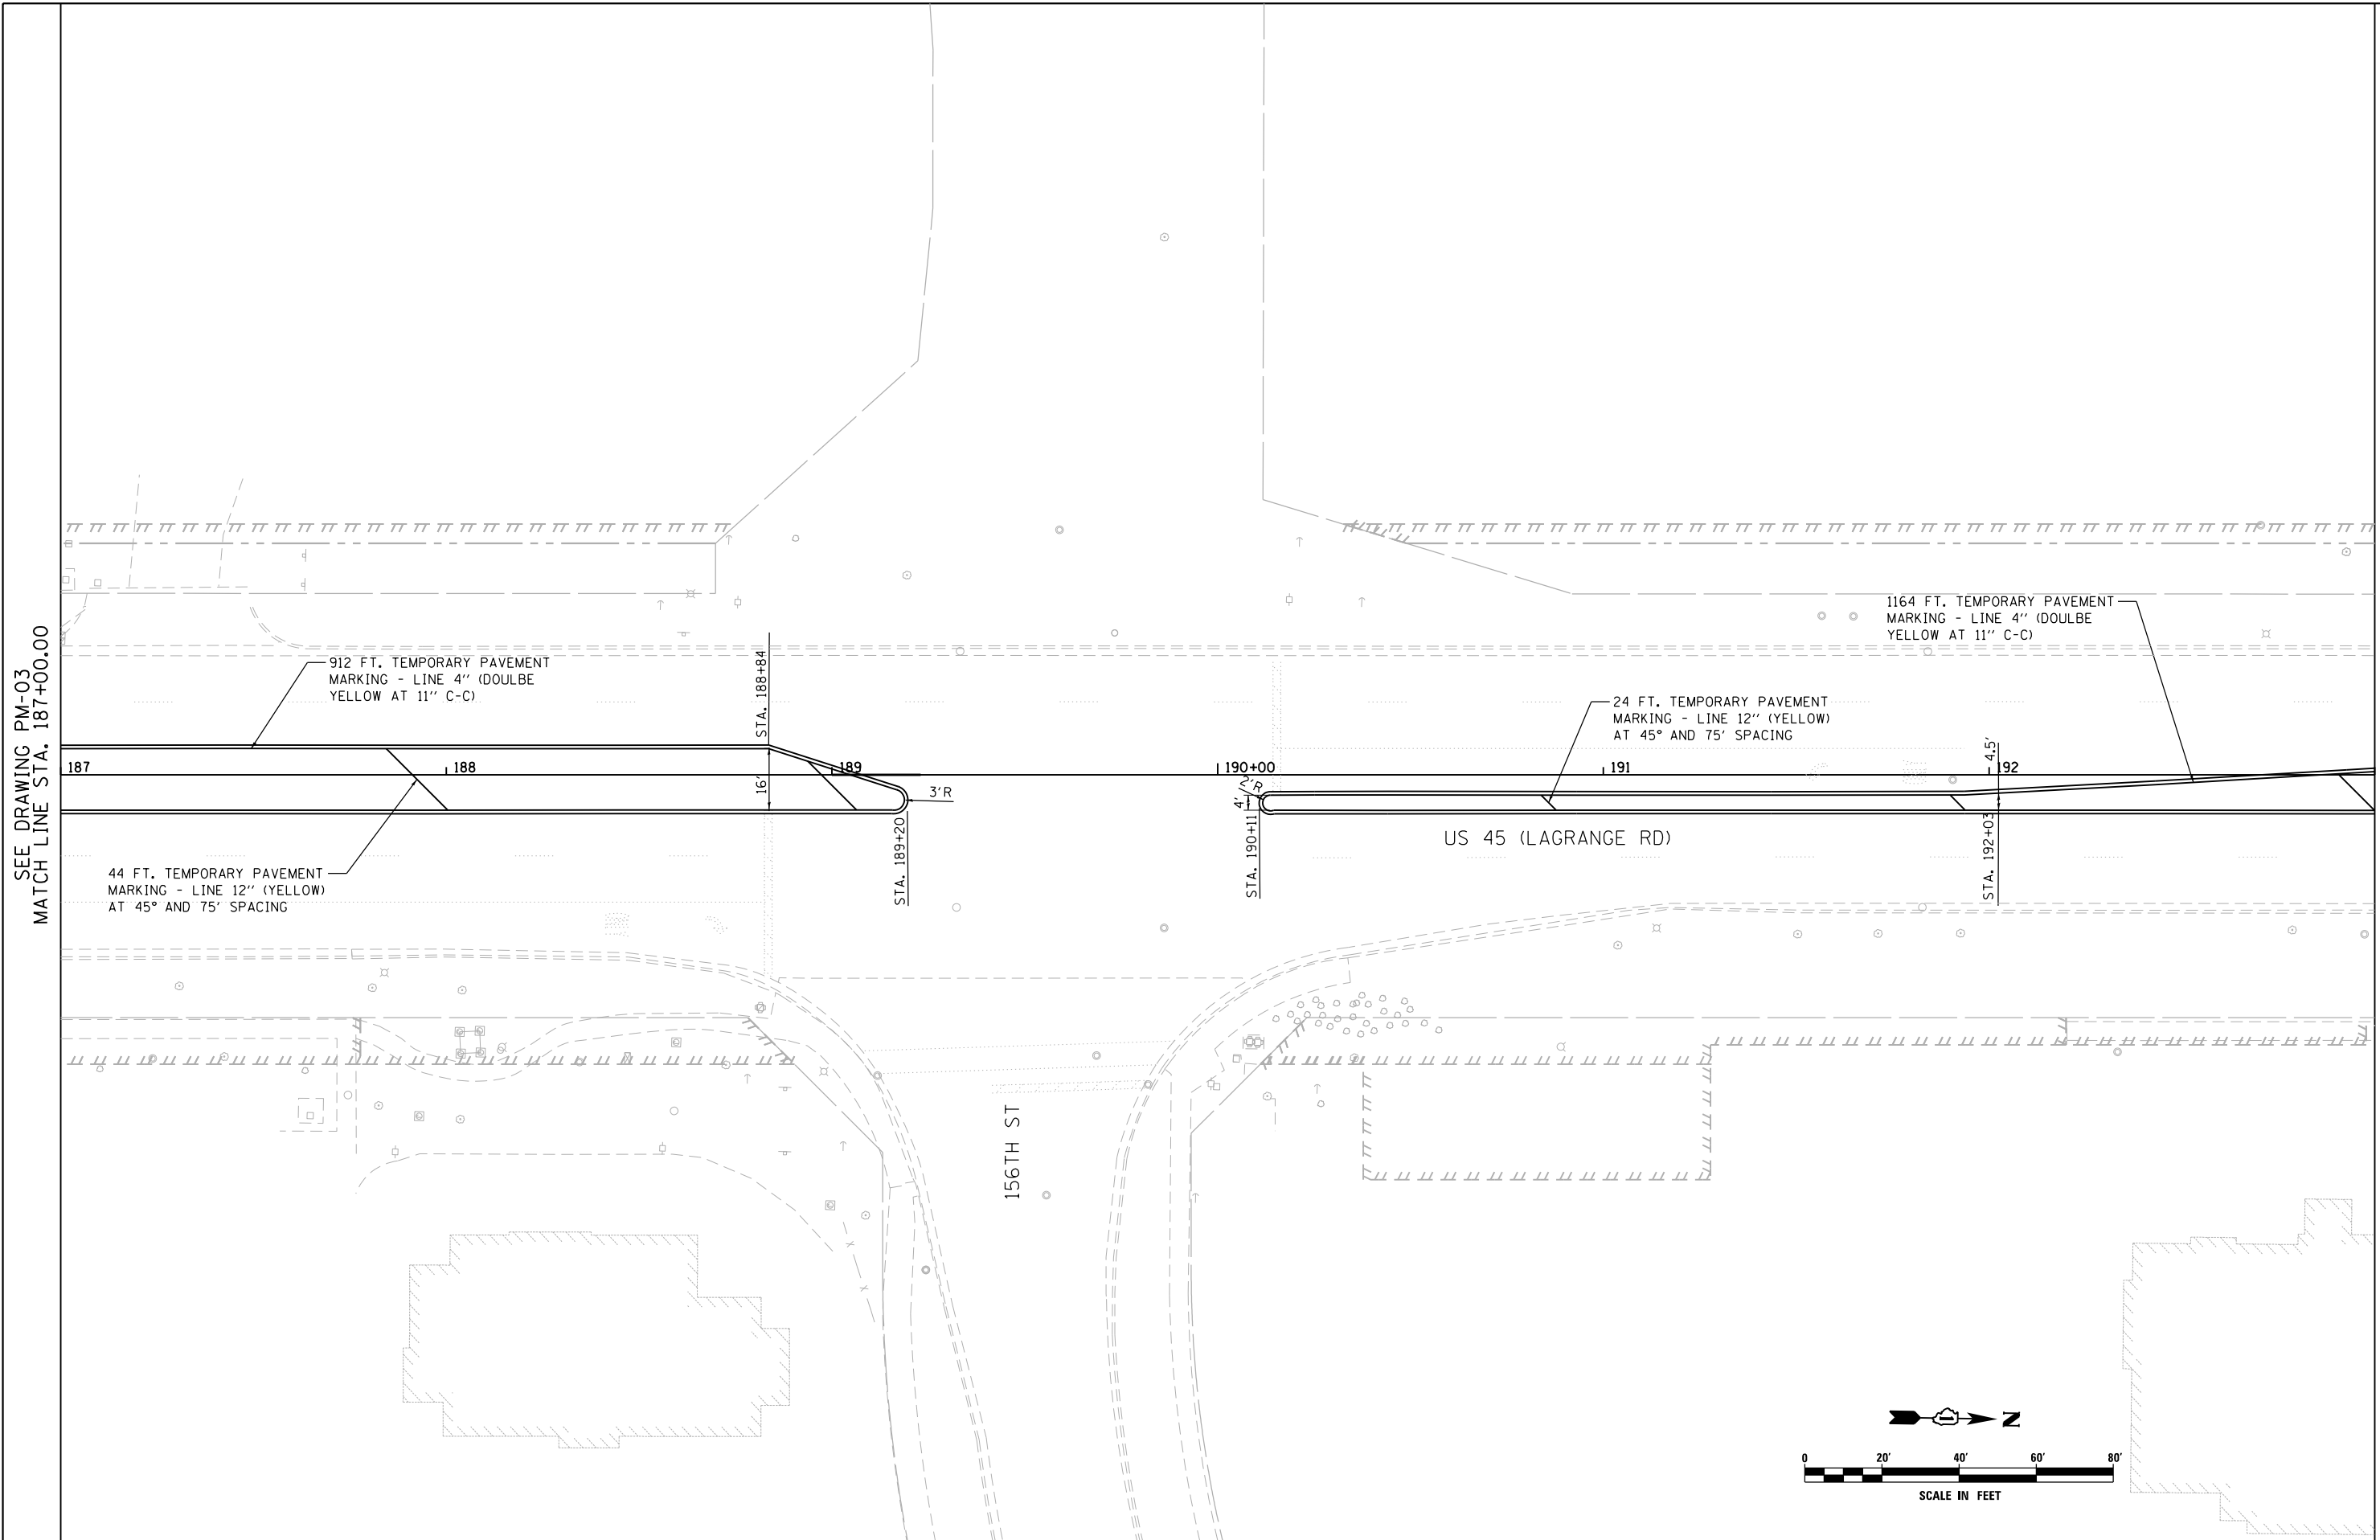 SEE DRAWING PM-03
MATCH LINE STA. 187+00.00
912 FT. TEMPORARY PAVEMENT
MARKING - LINE 4" (DOULBE
YELLOW AT 11" C-C)
STA. 188+84
1164 FT. TEMPORARY PAVEMENT
MARKING - LINE 4" (DOULBE
YELLOW AT 11" C-C)
24 FT. TEMPORARY PAVEMENT
MARKING - LINE 12" (YELLOW)
AT 45° AND 75' SPACING
4.5'
187
188
189
190+00
191
192
16'
3'R
2'R
4'
STA. 189+20
STA. 190+11
STA. 192+03
US 45 (LAGRANGE RD)
44 FT. TEMPORARY PAVEMENT
MARKING - LINE 12" (YELLOW)
AT 45° AND 75' SPACING
156TH ST
N
0 20' 40' 60' 80'
SCALE IN FEET